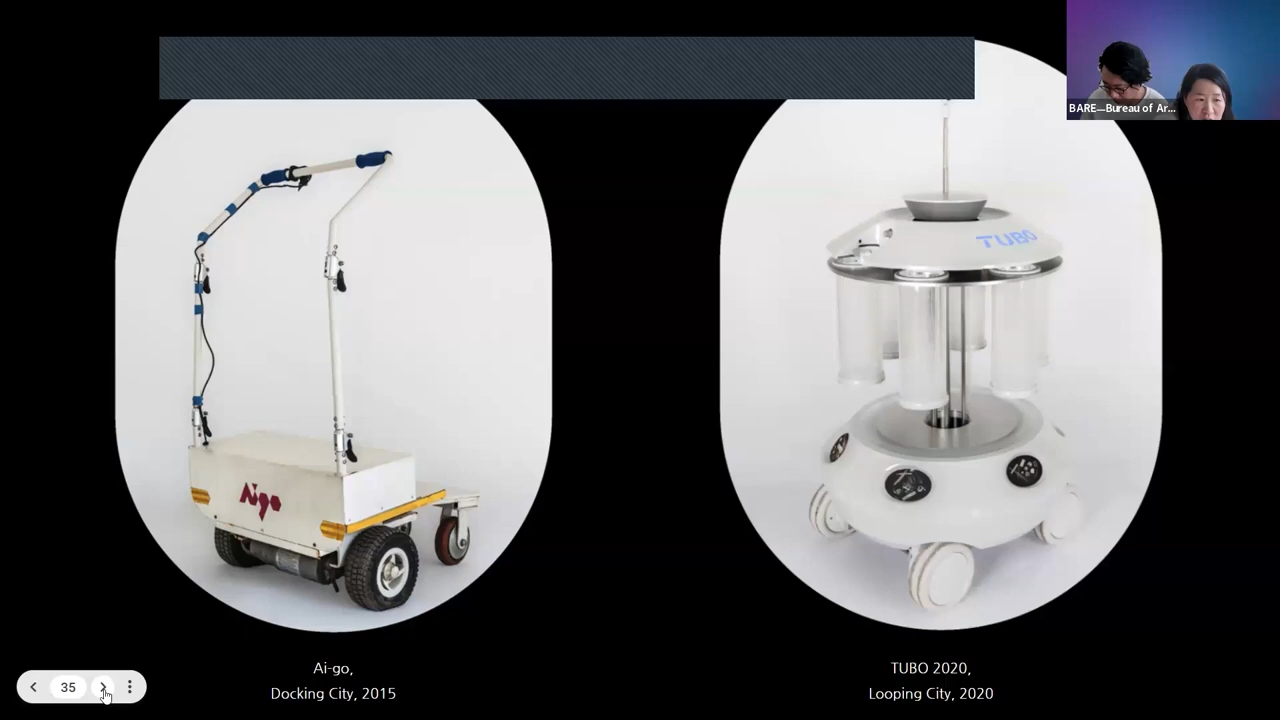 BARE—Bureau of Ar...
TUBO
Aigo
Ai-go,
Docking City, 2015
TUBO 2020,
Looping City, 2020
35